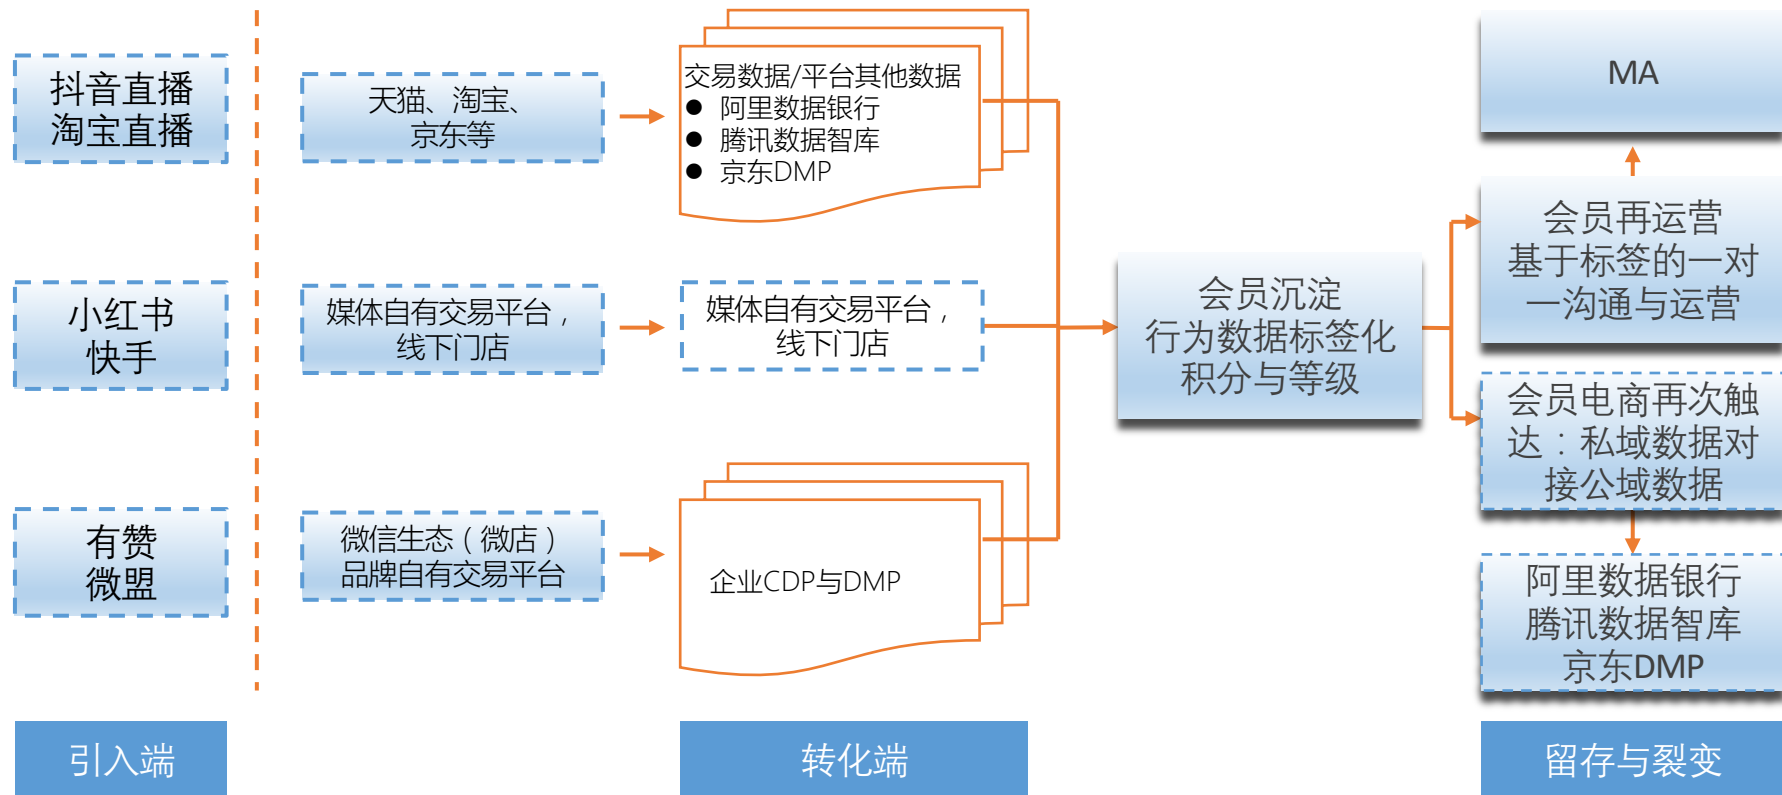 抖音直播
淘宝直播
天猫、淘宝、
京东等
交易数据/平台其他数据
● 阿里数据银行
● 腾讯数据智库
● 京东DMP
MA
会员再运营
基于标签的一对
一沟通与运营
小红书
快手
媒体自有交易平台，
线下门店
媒体自有交易平台，
线下门店
会员沉淀
行为数据标签化
积分与等级
会员电商再次触
达：私域数据对
接公域数据
有赞
微盟
微信生态（微店）
品牌自有交易平台
企业CDP与DMP
阿里数据银行
腾讯数据智库
京东DMP
引入端
转化端
留存与裂变